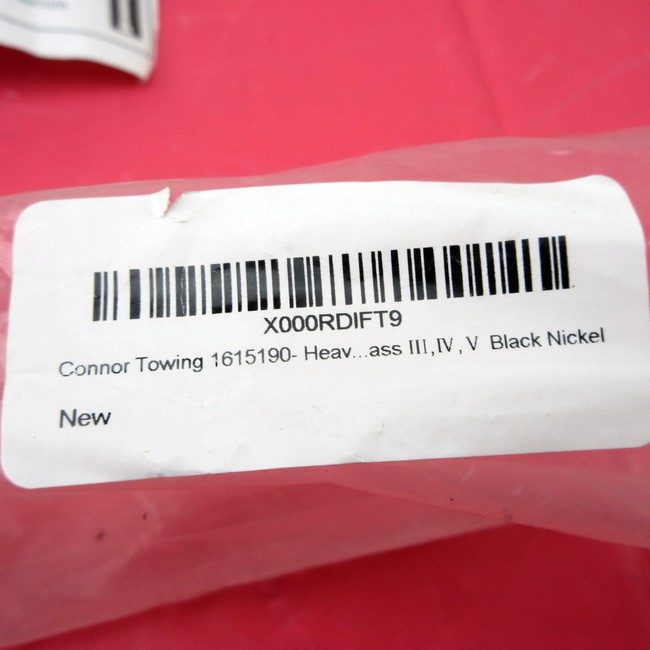 X000RDIFT9
Connor Towing 1615190- Heav...ass III,IV, V Black Nickel
New